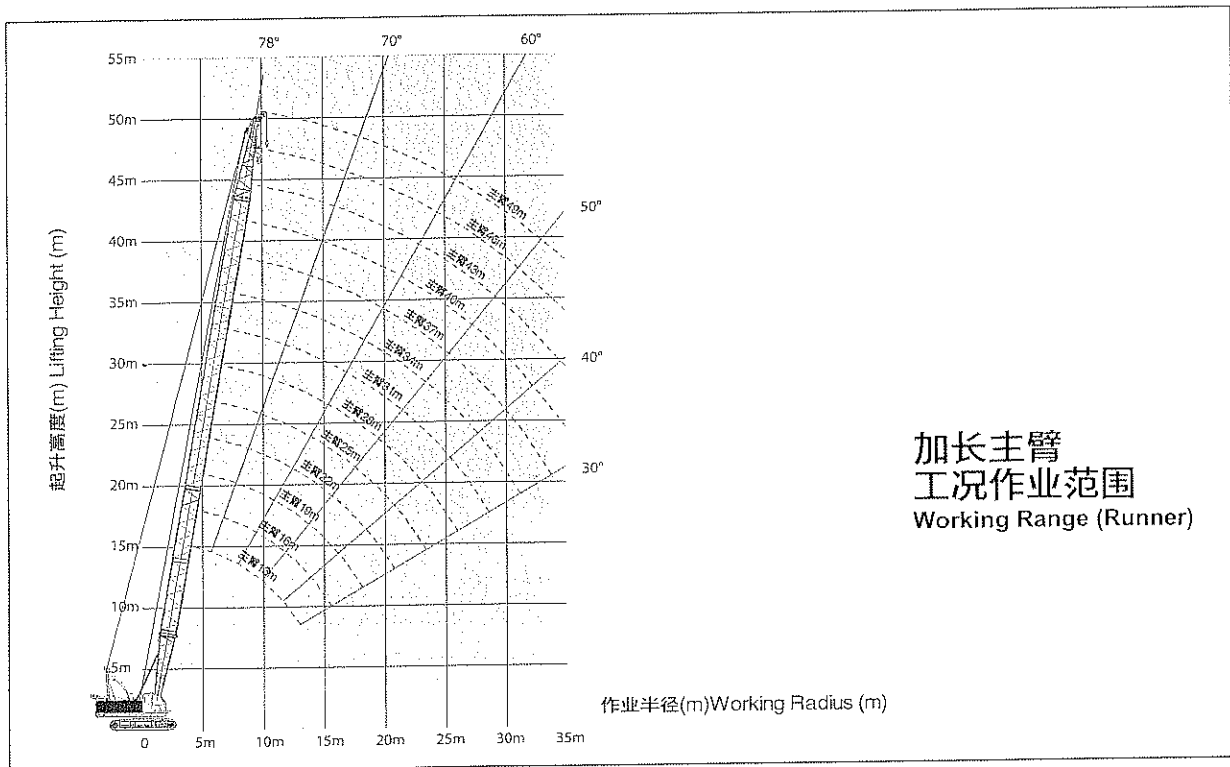 78° 70° 60°
55m
50m
45m
40m
35m
30m
25m
20m
15m
10m
5m
起升高度(m) Lifting Height (m)
主臂49m
主臂46m
主臂43m
主臂40m
主臂37m
主臂34m
主臂31m
主臂28m
主臂25m
主臂22m
主臂19m
主臂16m
主臂13m
50°
40°
30°
加长主臂
工况作业范围
Working Range (Runner)
作业半径(m)Working Radius (m)
0 5m 10m 15m 20m 25m 30m 35m